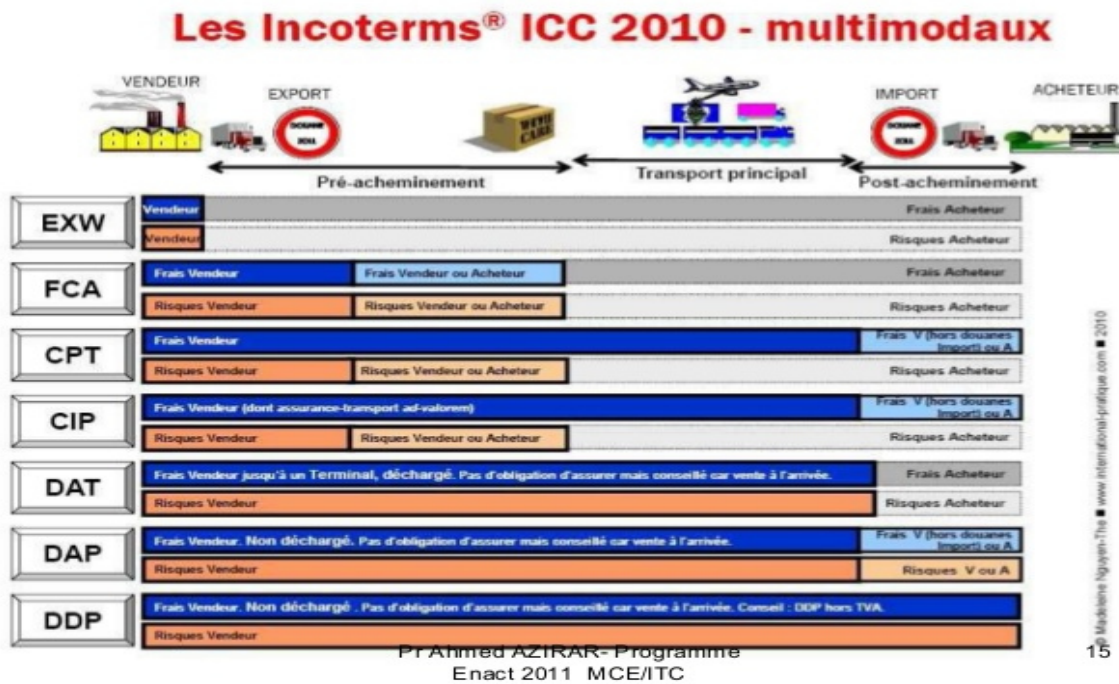 Les Incoterms® ICC 2010 - multimodaux
VENDEUR
EXPORT
IMPORT
ACHETEUR
DOUANE
ZOLL
WITH
CARE
DOUANE
ZOLL
Pré-acheminement
Transport principal
Post-acheminement
EXW
Vendeur
Frais Acheteur
Vendeur
Risques Acheteur
FCA
Frais Vendeur
Frais Vendeur ou Acheteur
Frais Acheteur
Risques Vendeur
Risques Vendeur ou Acheteur
Risques Acheteur
CPT
Frais Vendeur
Frais V (hors douanes
Import) ou A
Risques Vendeur
Risques Vendeur ou Acheteur
Risques Acheteur
CIP
Frais Vendeur (dont assurance-transport ad-valorem)
Frais V (hors douanes
Import) ou A
Risques Vendeur
Risques Vendeur ou Acheteur
Risques Acheteur
DAT
Frais Vendeur jusqu'à un Terminal, déchargé. Pas d'obligation d'assurer mais conseillé car vente à l'arrivée.
Frais Acheteur
Risques Vendeur
Risques Acheteur
DAP
Frais Vendeur. Non déchargé. Pas d'obligation d'assurer mais conseillé car vente à l'arrivée.
Frais V (hors douanes
Import) ou A
Risques Vendeur
Risques V ou A
DDP
Frais Vendeur. Non déchargé . Pas d'obligation d'assurer mais conseillé car vente à l'arrivée. Conseil : DDP hors TVA.
Risques Vendeur
© Madeleine Nguyen-The ■ www.international-pratique.com ■ 2010
Pr Ahmed AZIRAR- Programme
Enact 2011 MCE/ITC
15